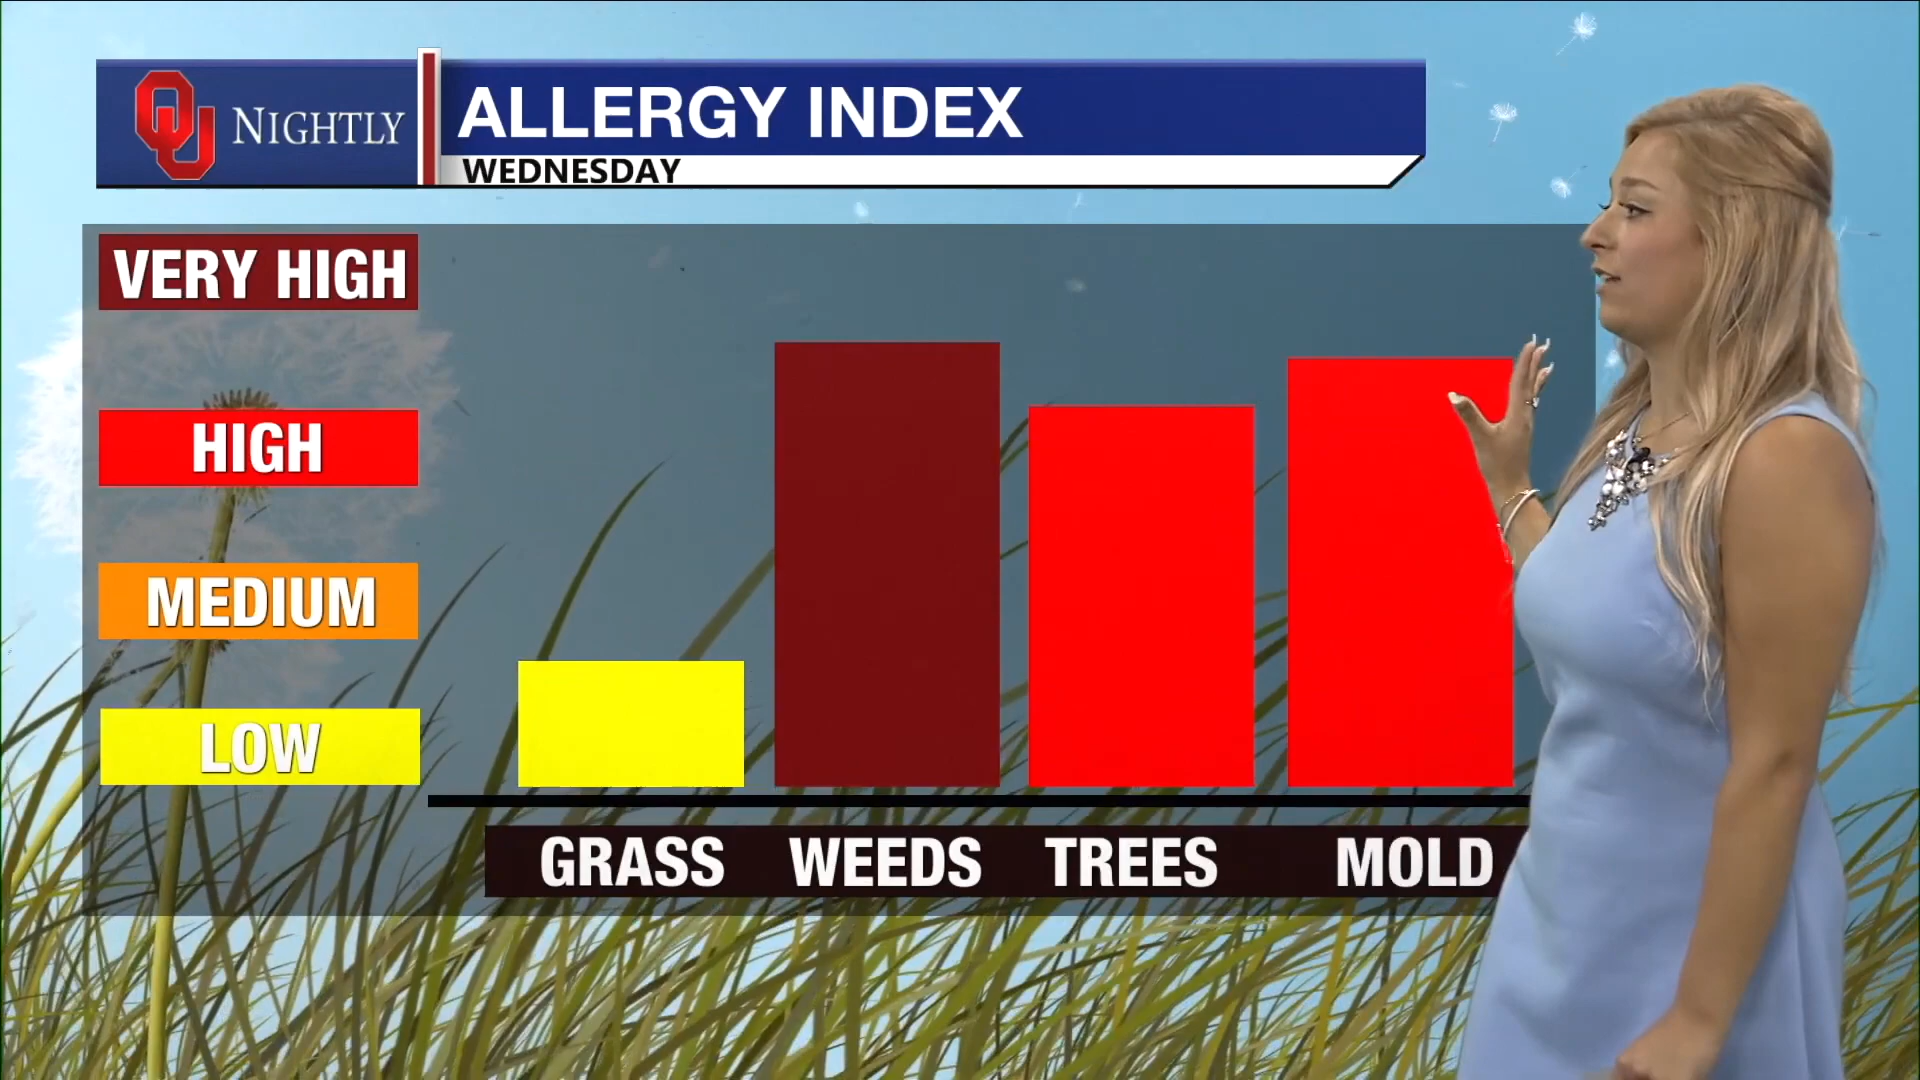 OU NIGHTLY
ALLERGY INDEX
WEDNESDAY
VERY HIGH
HIGH
MEDIUM
LOW
GRASS WEEDS TREES MOLD